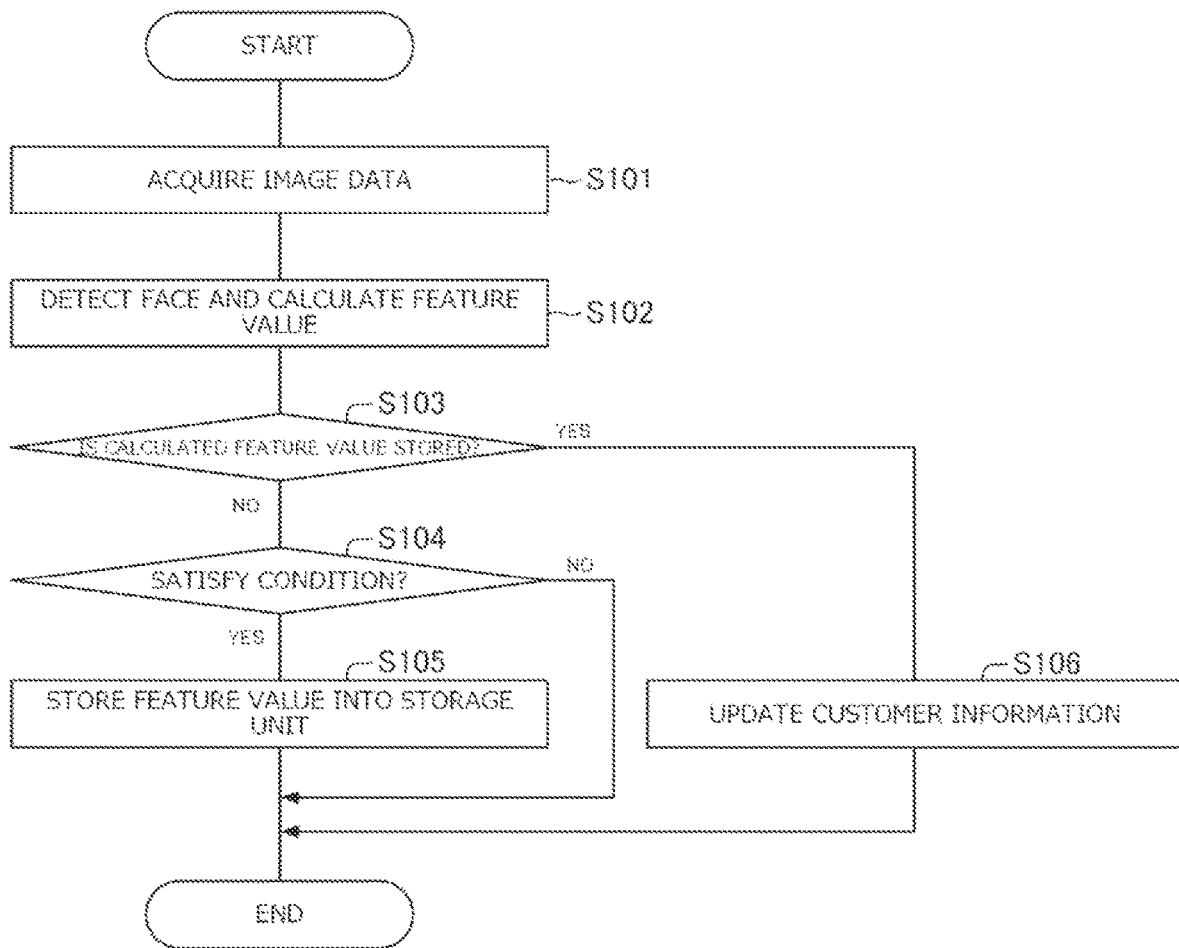 START
ACQUIRE IMAGE DATA
S101
DETECT FACE AND CALCULATE FEATURE
VALUE
S102
S103
IS CALCULATED FEATURE VALUE STORED?
YES
NO
S104
SATISFY CONDITION?
NO
YES
S105
STORE FEATURE VALUE INTO STORAGE
UNIT
S106
UPDATE CUSTOMER INFORMATION
END